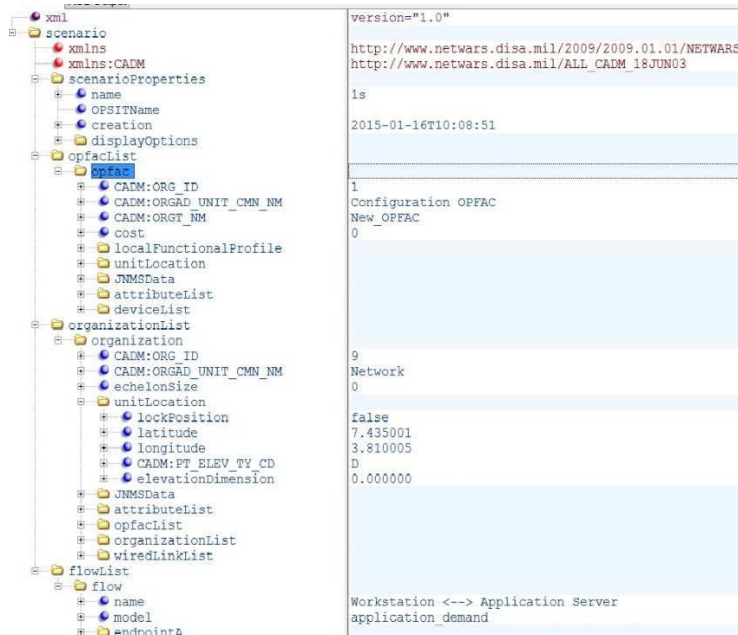 xml version="1.0"
scenario
xmlns http://www.netwars.disa.mil/2009/2009.01.01/NETWARS
xmlns:CADM http://www.netwars.disa.mil/ALL_CADM_18JUN03
scenarioProperties
name 1s
OPSITName
creation 2015-01-16T10:08:51
displayOptions
opfacList
opfac
CADM:ORG_ID 1
CADM:ORGAD_UNIT_CMN_NM Configuration OPFAC
CADM:ORGT_NM New_OPFAC
cost 0
localFunctionalProfile
unitLocation
JNMSData
attributeList
deviceList
organizationList
organization
CADM:ORG_ID 9
CADM:ORGAD_UNIT_CMN_NM Network
echelonSize 0
unitLocation
lockPosition false
latitude 7.435001
longitude 3.810005
CADM:PT_ELEV_TY_CD D
elevationDimension 0.000000
JNMSData
attributeList
opfacList
organizationList
wiredLinkList
flowList
flow
name Workstation <--> Application Server
model application_demand
endpointA